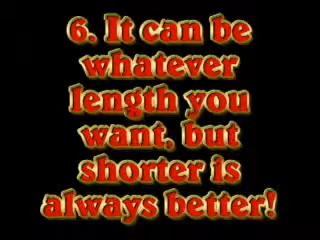 6. It can be
whatever
length you
want, but
shorter is
always better!